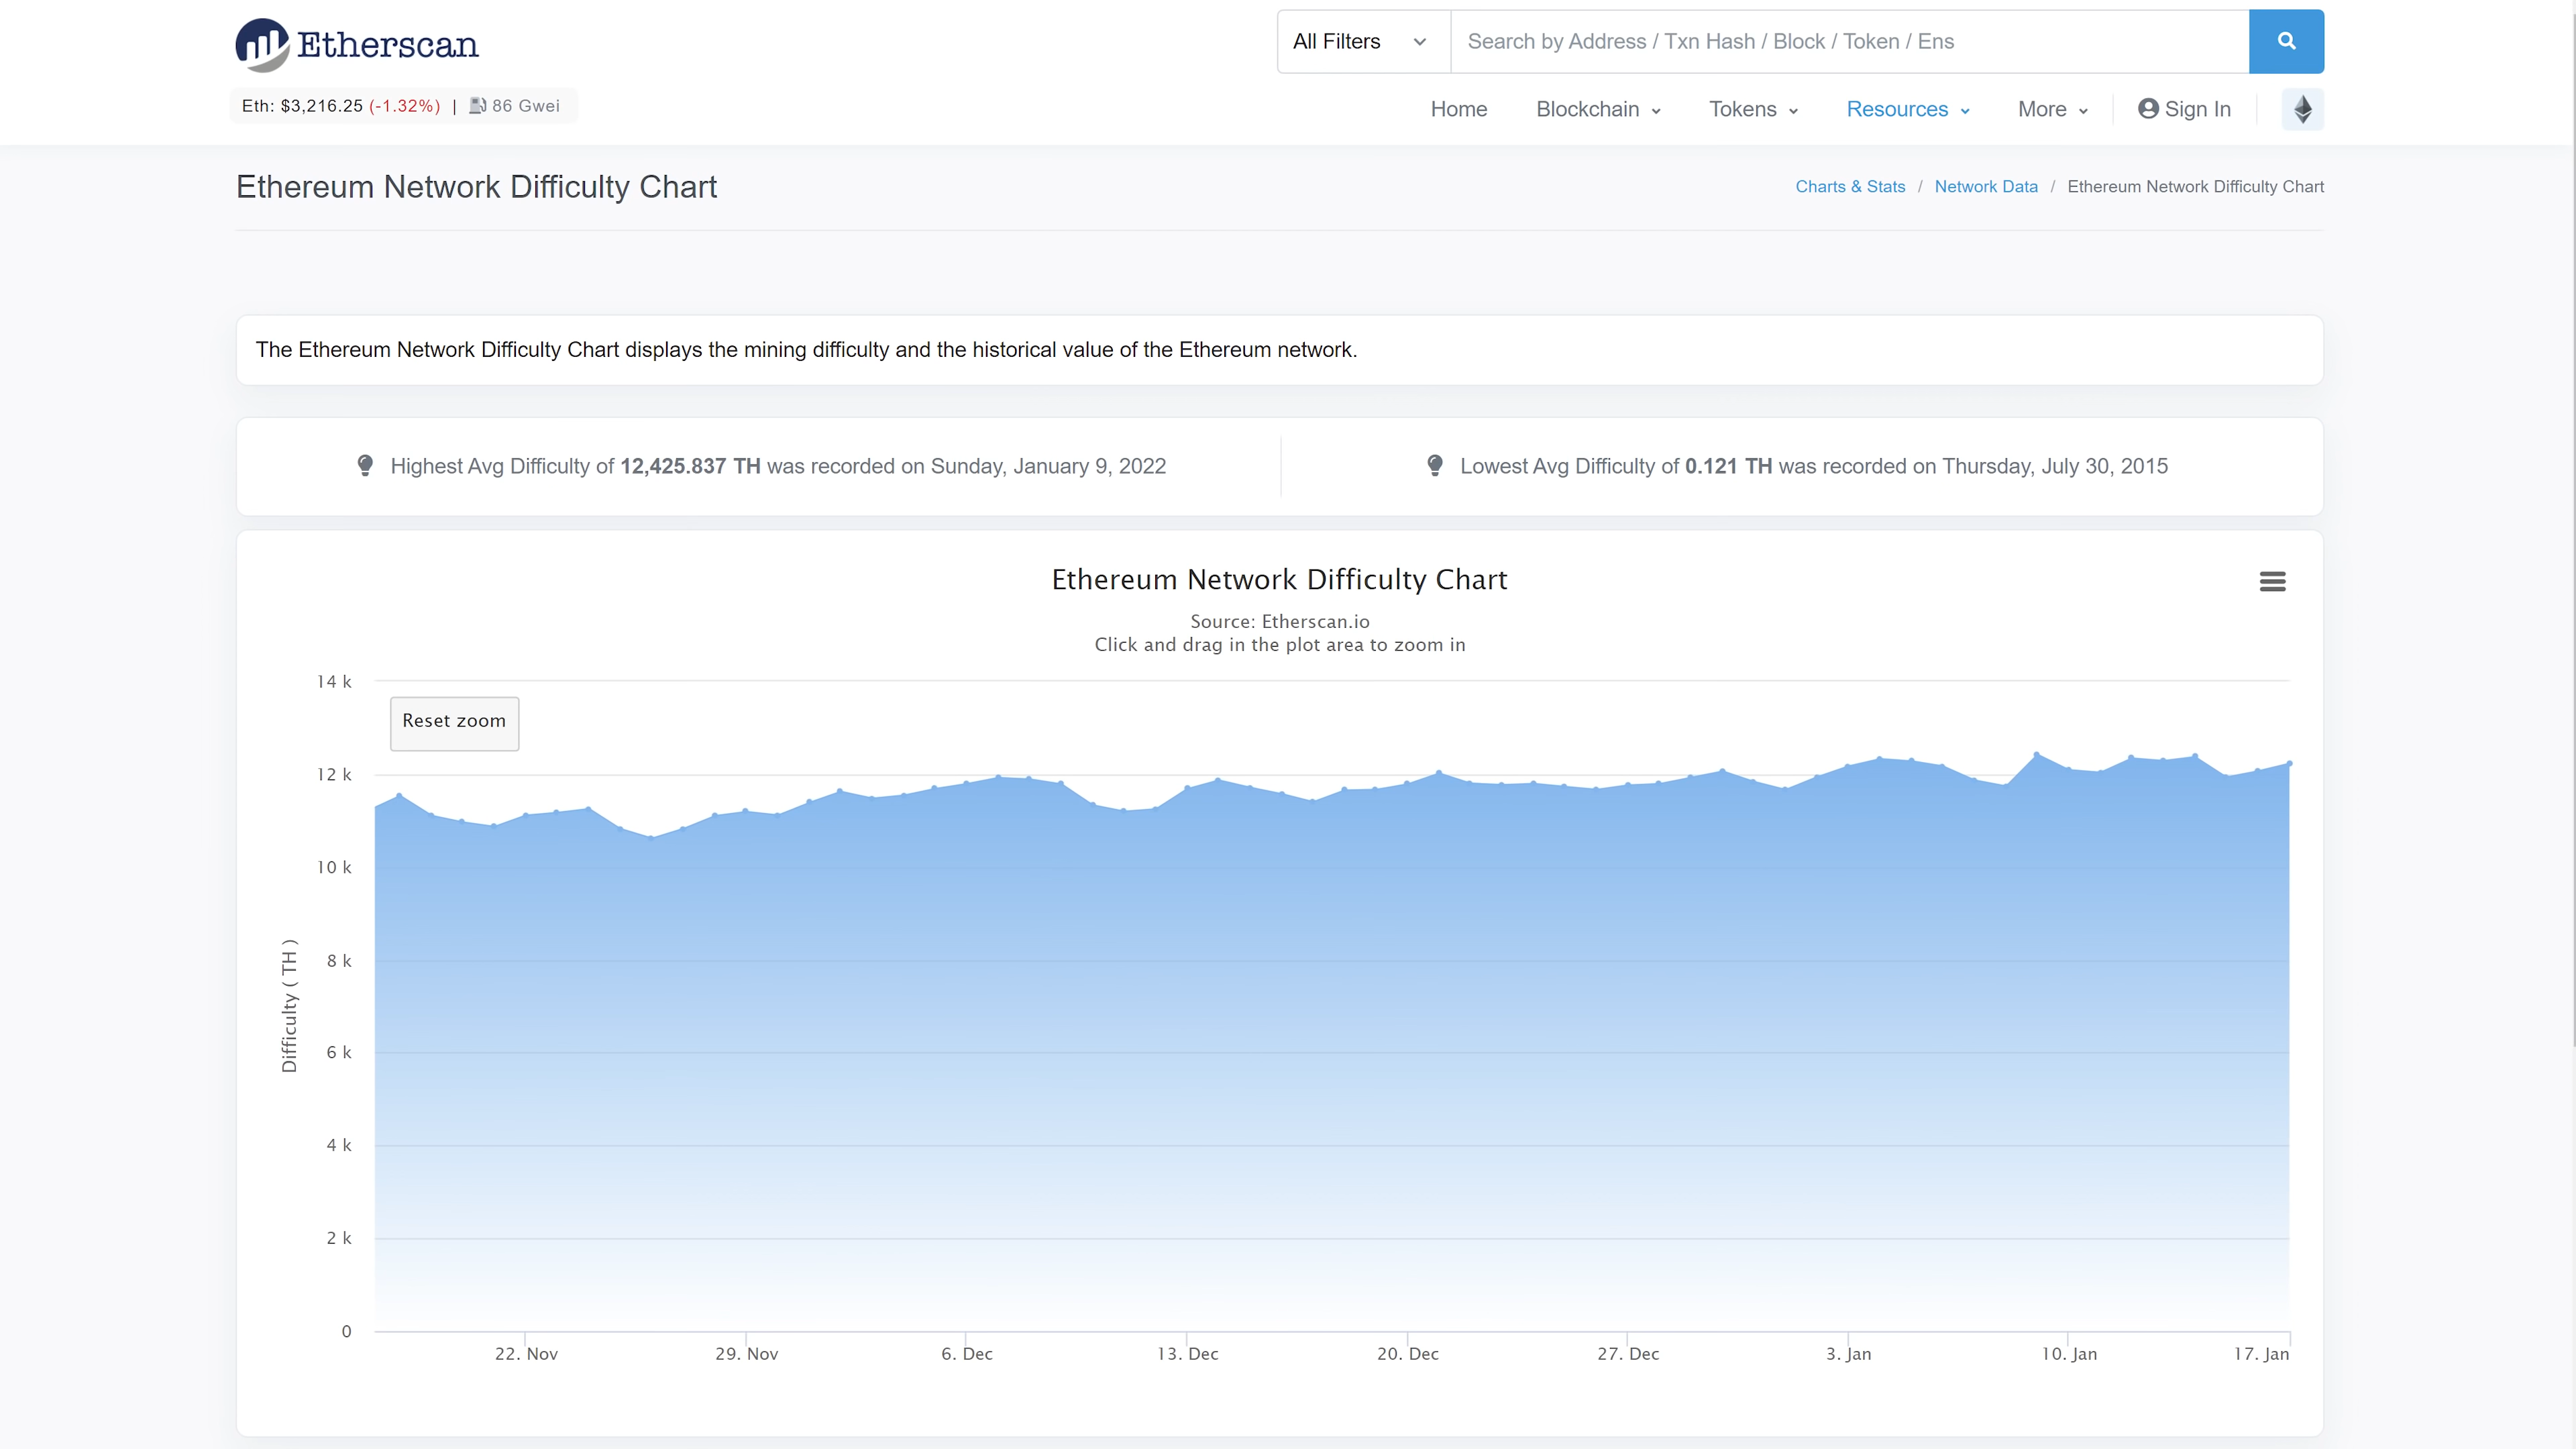 Etherscan
All Filters
Search by Address / Txn Hash / Block / Token / Ens
Eth: $3,216.25 (-1.32%) | 86 Gwei
Home Blockchain Tokens Resources More Sign In
Ethereum Network Difficulty Chart
Charts & Stats / Network Data / Ethereum Network Difficulty Chart
The Ethereum Network Difficulty Chart displays the mining difficulty and the historical value of the Ethereum network.
Highest Avg Difficulty of 12,425.837 TH was recorded on Sunday, January 9, 2022
Lowest Avg Difficulty of 0.121 TH was recorded on Thursday, July 30, 2015
Ethereum Network Difficulty Chart
Source: Etherscan.io
Click and drag in the plot area to zoom in
Reset zoom
Difficulty ( TH )
14 k
12 k
10 k
8 k
6 k
4 k
2 k
0
22. Nov 29. Nov 6. Dec 13. Dec 20. Dec 27. Dec 3. Jan 10. Jan 17. Jan